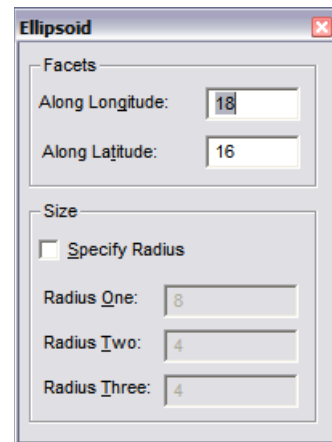 Ellipsoid
Facets
Along Longitude: 18
Along Latitude: 16
Size
Specify Radius
Radius One: 8
Radius Two: 4
Radius Three: 4